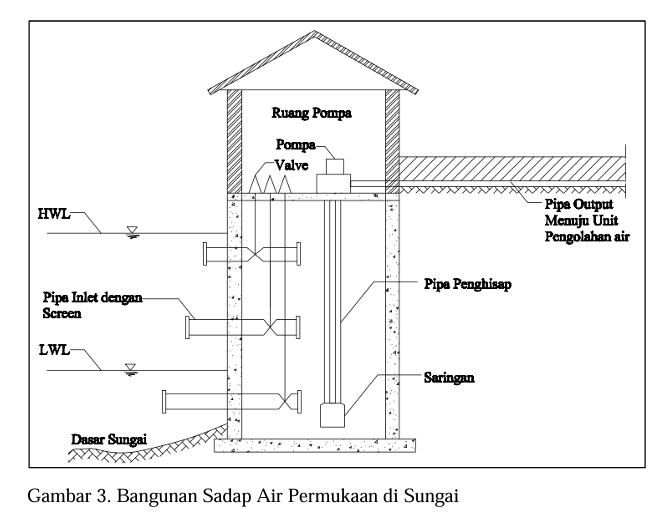 Ruang Pompa
Pompa
Valve
Pipa Output
Menuju Unit
Pengolahan air
HWL
Pipa Penghisap
Pipa Inlet dengan
Screen
LWL
Saringan
Dasar Sungai
Gambar 3. Bangunan Sadap Air Permukaan di Sungai